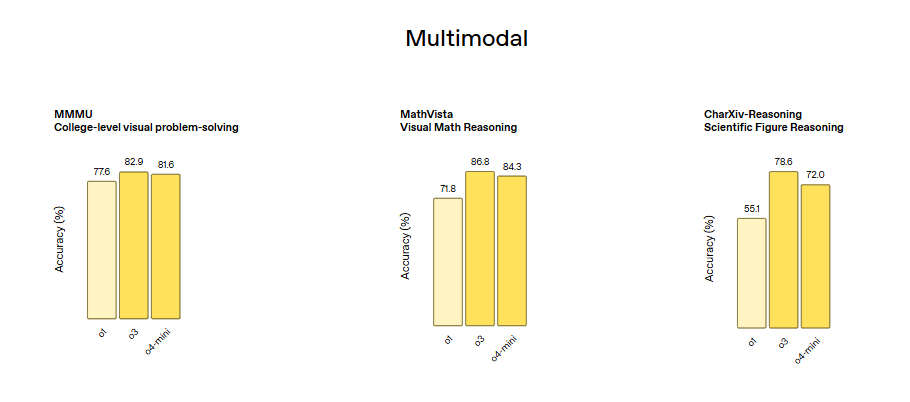 Multimodal
MMMU
College-level visual problem-solving
Accuracy (%)
77.6
82.9
81.6
o1
o3
o4-mini
MathVista
Visual Math Reasoning
Accuracy (%)
71.8
86.8
84.3
o1
o3
o4-mini
CharXiv-Reasoning
Scientific Figure Reasoning
Accuracy (%)
55.1
78.6
72.0
o1
o3
o4-mini